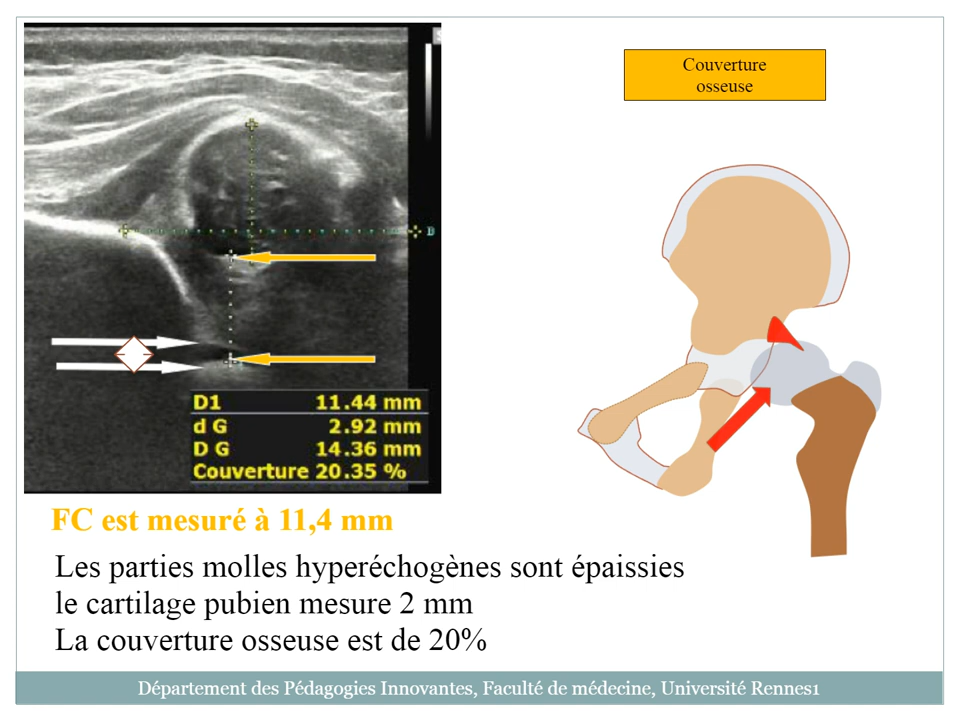 Couverture
osseuse
D
D1 11.44 mm
d G 2.92 mm
D G 14.36 mm
Couverture 20.35 %
FC est mesuré à 11,4 mm
Les parties molles hyperéchogènes sont épaissies
le cartilage pubien mesure 2 mm
La couverture osseuse est de 20%
Département des Pédagogies Innovantes, Faculté de médecine, Université Rennes1